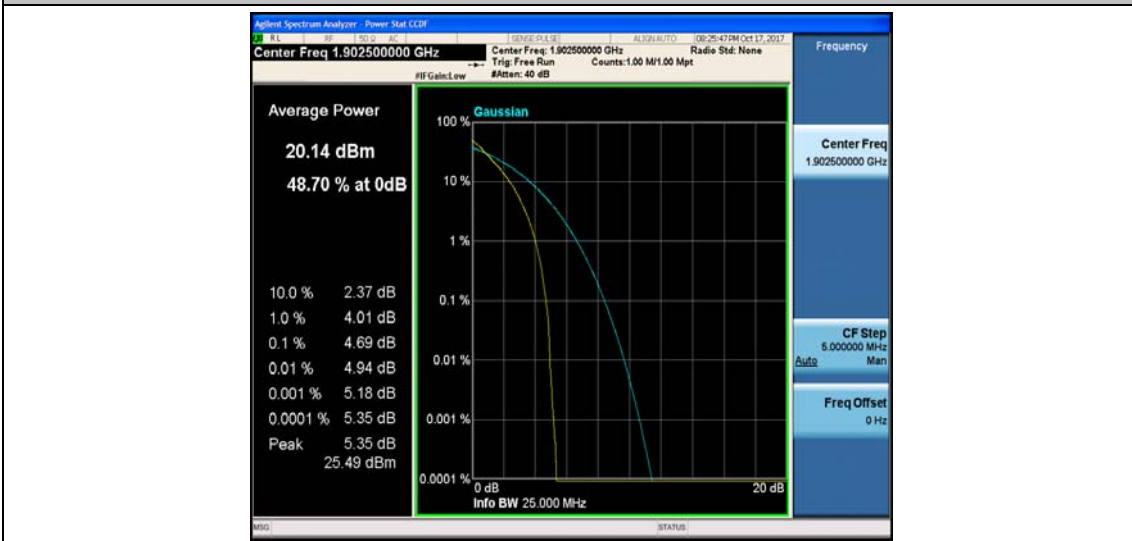 Agilent Spectrum Analyzer - Power Stat CCDF
RL RF 50 Ω AC SENSE:PULSE ALIGNAUTO 08:25:47 PM Oct 17, 2017
Center Freq 1.902500000 GHz
Center Freq: 1.902500000 GHz Radio Std: None
Trig: Free Run Counts:1.00 M/1.00 Mpt
#IFGain:Low #Atten: 40 dB
Frequency
Average Power
20.14 dBm
48.70 % at 0dB
10.0 % 2.37 dB
1.0 % 4.01 dB
0.1 % 4.69 dB
0.01 % 4.94 dB
0.001 % 5.18 dB
0.0001 % 5.35 dB
Peak 5.35 dB
25.49 dBm
Gaussian
100 %
10 %
1 %
0.1 %
0.01 %
0.001 %
0.0001 %
0 dB 20 dB
Info BW 25.000 MHz
Center Freq
1.902500000 GHz
CF Step
5.000000 MHz
Auto Man
Freq Offset
0 Hz
MSG STATUS